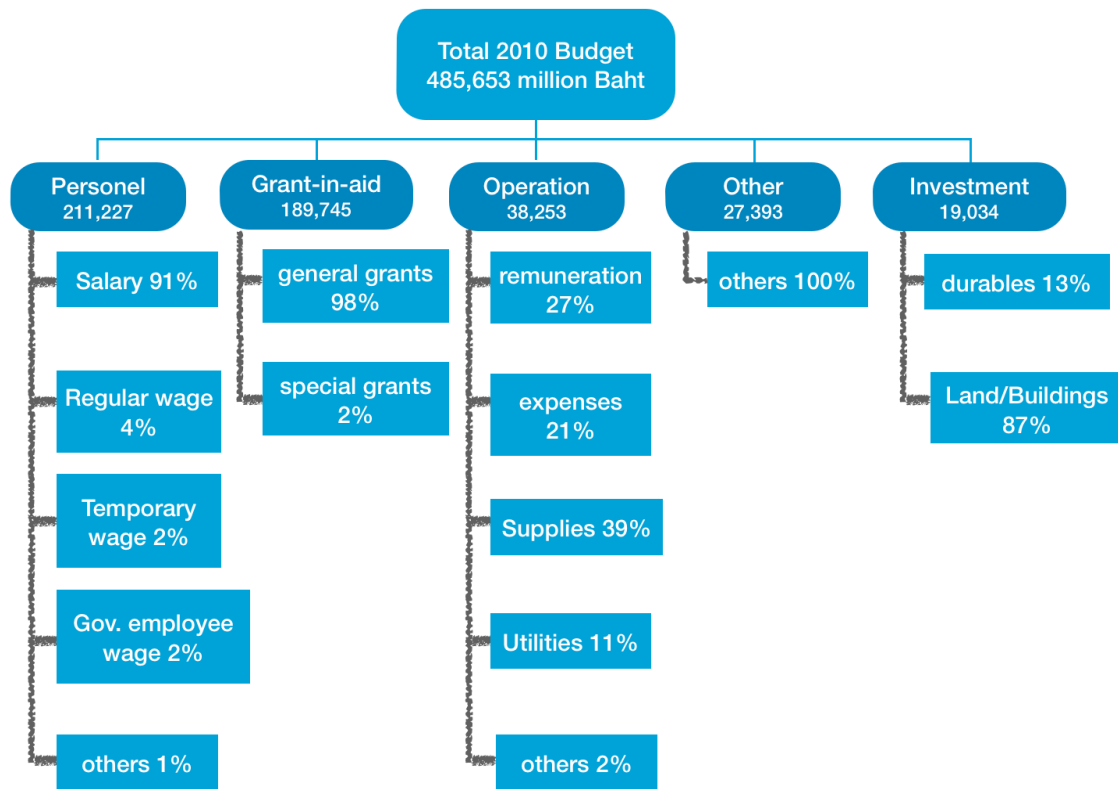 Total 2010 Budget
485,653 million Baht
Personel
211,227
Salary 91%
Regular wage
4%
Temporary
wage 2%
Gov. employee
wage 2%
others 1%
Grant-in-aid
189,745
general grants
98%
special grants
2%
Operation
38,253
remuneration
27%
expenses
21%
Supplies 39%
Utilities 11%
others 2%
Other
27,393
others 100%
Investment
19,034
durables 13%
Land/Buildings
87%